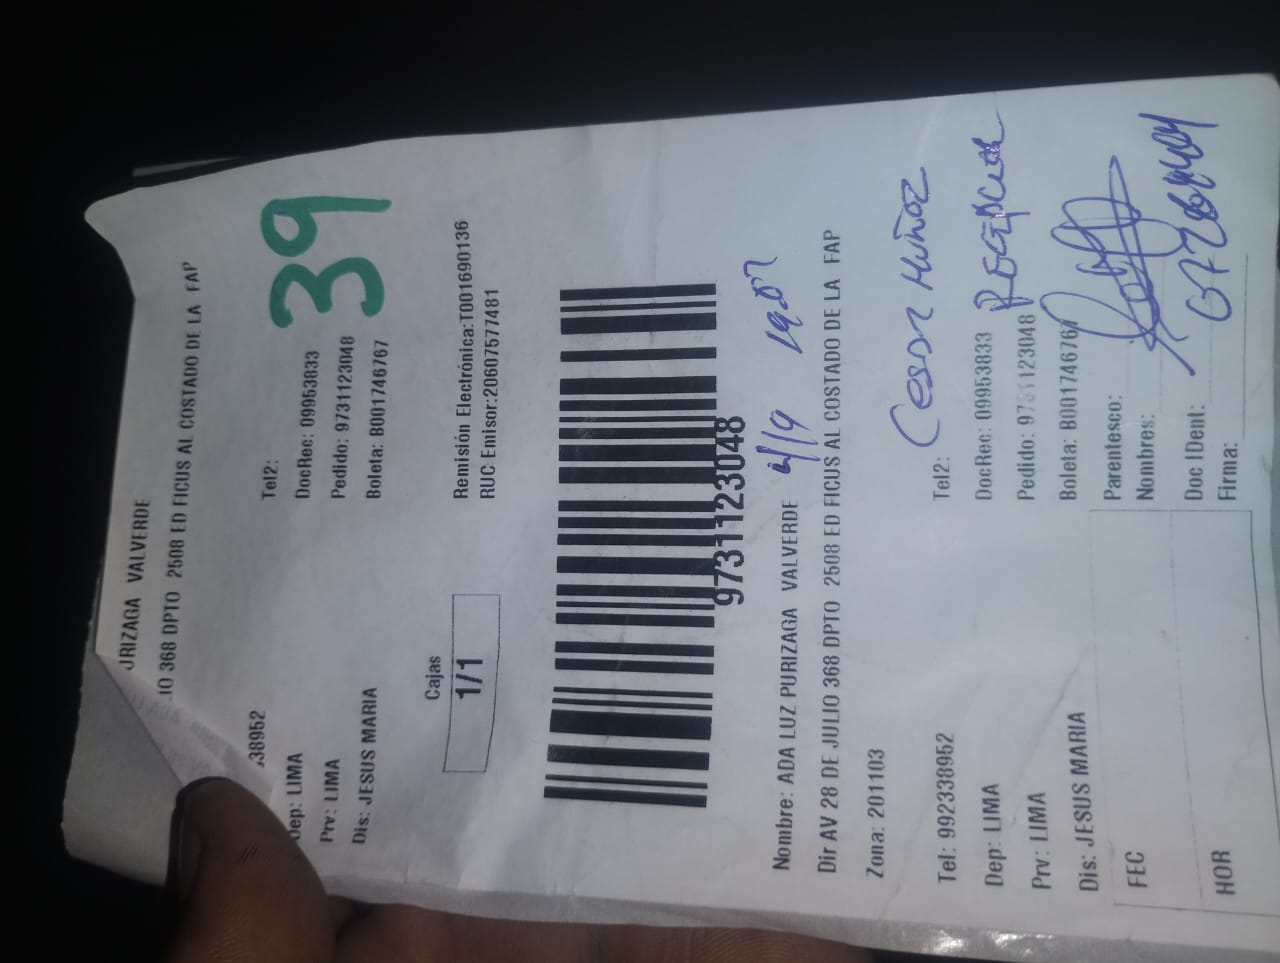 URIZAGA VALVERDE
IO 368 DPTO 2508 ED FICUS AL COSTADO DE LA FAP
38952
Tel2:
39
Dep: LIMA
DocRec: 09953833
Prv: LIMA
Pedido: 9731123048
Dis: JESUS MARIA
Boleta: B001746767
Cajas
1/1
Remisión Electrónica:T001690136
RUC Emisor:20607577481
9731123048
Nombre: ADA LUZ PURIZAGA VALVERDE 4/9
Dir AV 28 DE JULIO 368 DPTO 2508 ED FICUS AL COSTADO DE LA FAP
Zona: 201103
Cesar Muñoz
Tel: 992338952
Tel2:
Dep: LIMA
DocRec: 09953833
Prv: LIMA
Pedido: 9731123048
Dis: JESUS MARIA
Boleta: B001746767
FEC
Parentesco:
Nombres:
HOR
Doc IDent:
Firma: